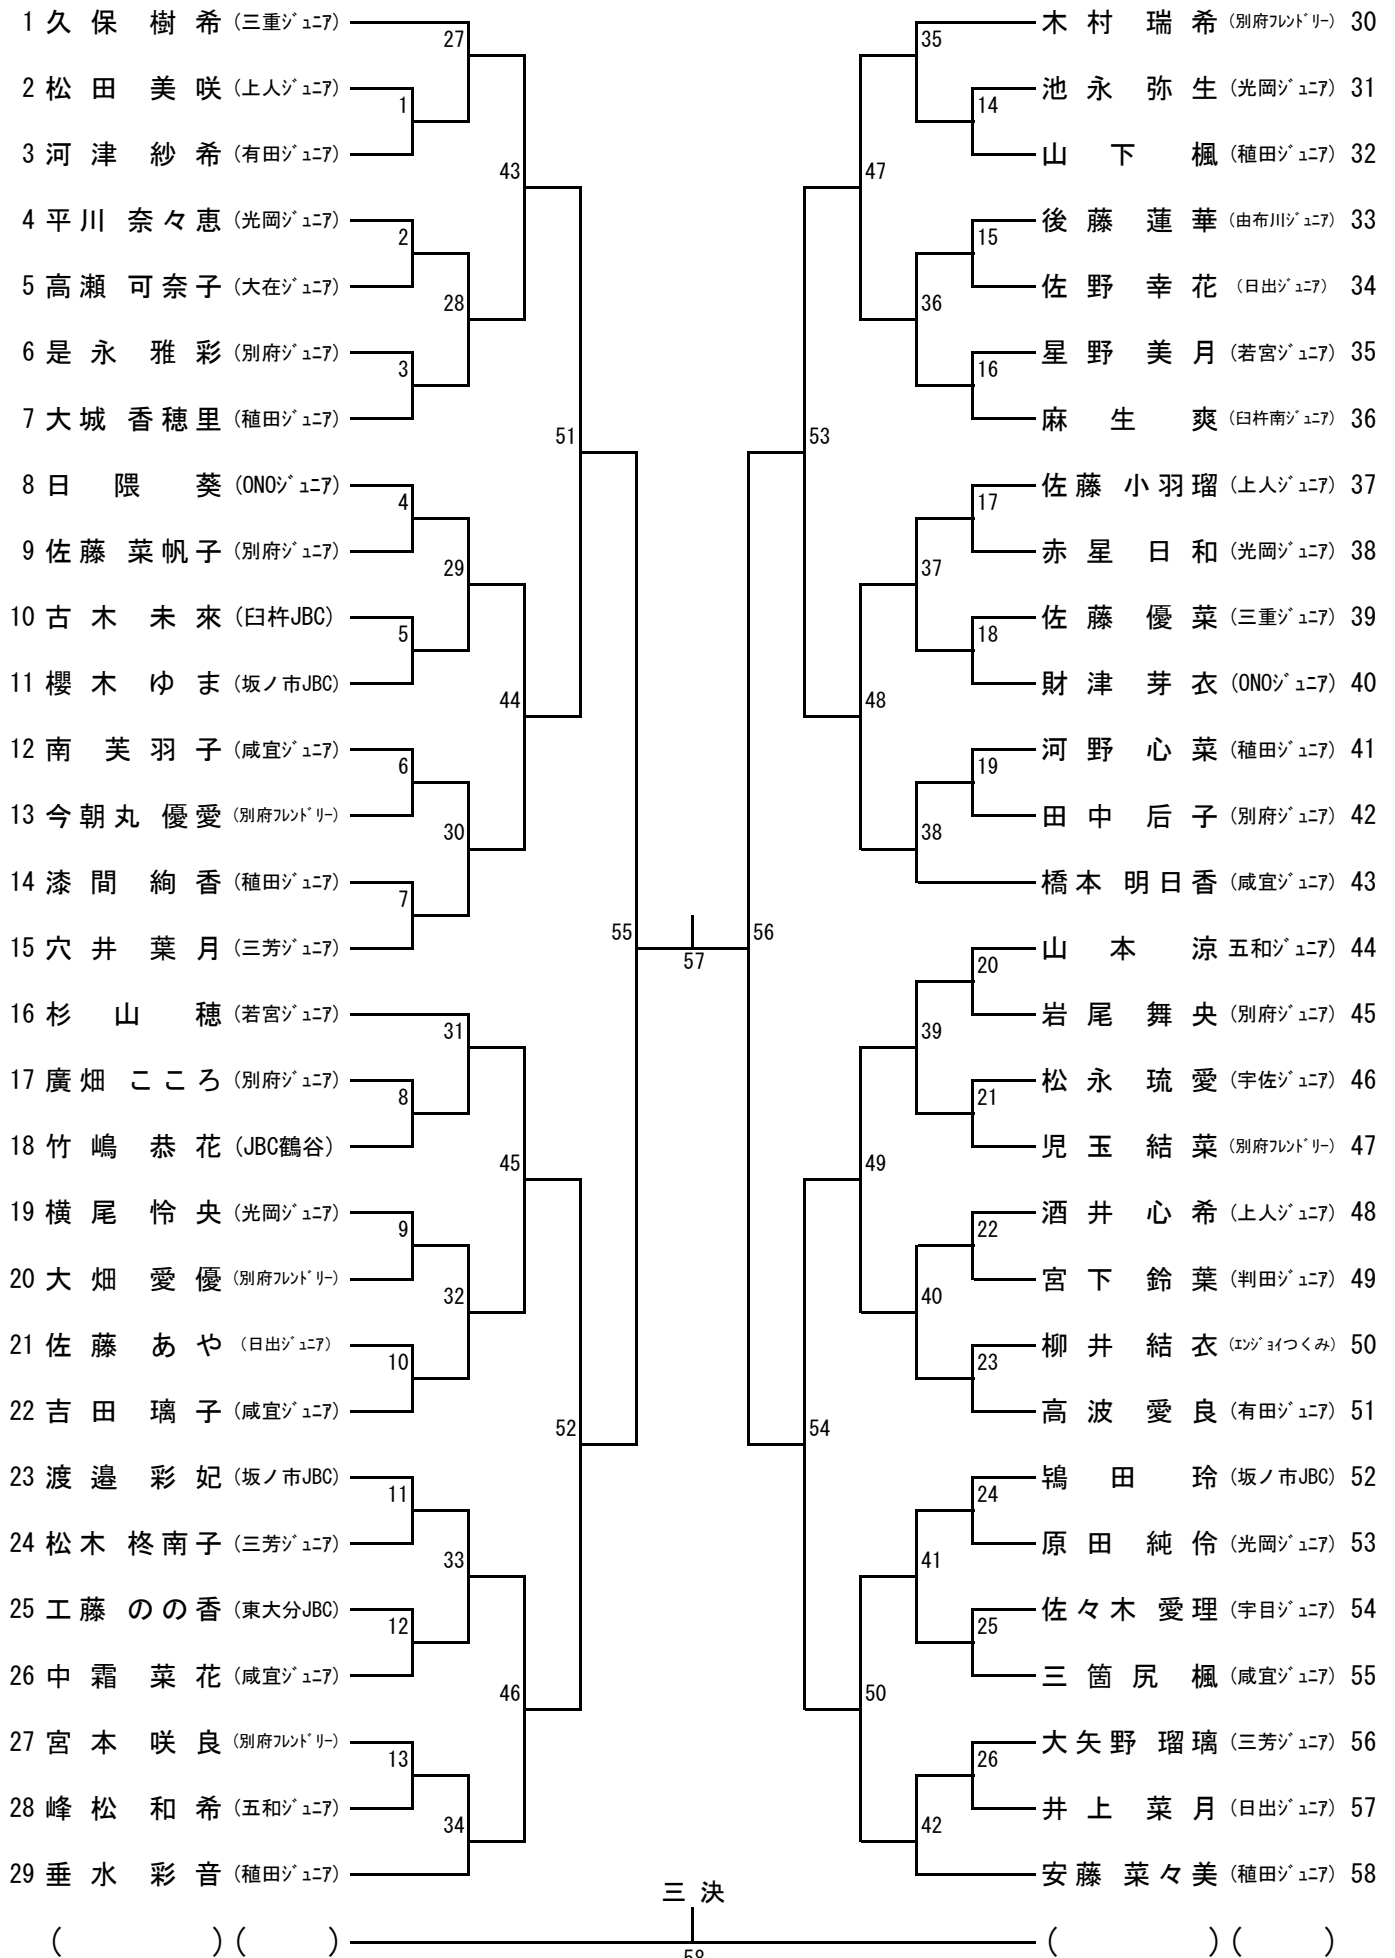 1 久保 樹希 (三重ジュニア)
2 松田 美咲 (上人ジュニア)
3 河津 紗希 (有田ジュニア)
4 平川 奈々恵 (光岡ジュニア)
5 高瀬 可奈子 (大在ジュニア)
6 是永 雅彩 (別府ジュニア)
7 大城 香穂里 (稙田ジュニア)
8 日隈 葵 (ONOジュニア)
9 佐藤 菜帆子 (別府ジュニア)
10 古木 未來 (臼杵JBC)
11 櫻木 ゆま (坂ノ市JBC)
12 南 芙羽子 (咸宜ジュニア)
13 今朝丸 優愛 (別府フレンドリー)
14 漆間 絢香 (稙田ジュニア)
15 穴井 葉月 (三芳ジュニア)
16 杉山 穂 (若宮ジュニア)
17 廣畑 こころ (別府ジュニア)
18 竹嶋 恭花 (JBC鶴谷)
19 横尾 怜央 (光岡ジュニア)
20 大畑 愛優 (別府フレンドリー)
21 佐藤 あや (日出ジュニア)
22 吉田 璃子 (咸宜ジュニア)
23 渡邉 彩妃 (坂ノ市JBC)
24 松木 柊南子 (三芳ジュニア)
25 工藤 のの香 (東大分JBC)
26 中霜 菜花 (咸宜ジュニア)
27 宮本 咲良 (別府フレンドリー)
28 峰松 和希 (五和ジュニア)
29 垂水 彩音 (稙田ジュニア)
( ) ( )
27
1
43
2
28
3
51
4
29
5
44
6
30
7
55
31
8
45
9
32
10
52
11
33
12
46
13
34
57
三決
58
35
14
47
15
36
16
53
17
37
18
48
19
38
56
20
39
21
49
22
40
23
54
24
41
25
50
26
42
木村 瑞希 (別府フレンドリー) 30
池永 弥生 (光岡ジュニア) 31
山下 楓 (稙田ジュニア) 32
後藤 蓮華 (由布川ジュニア) 33
佐野 幸花 (日出ジュニア) 34
星野 美月 (若宮ジュニア) 35
麻生 爽 (臼杵南ジュニア) 36
佐藤 小羽瑠 (上人ジュニア) 37
赤星 日和 (光岡ジュニア) 38
佐藤 優菜 (三重ジュニア) 39
財津 芽衣 (ONOジュニア) 40
河野 心菜 (稙田ジュニア) 41
田中 后子 (別府ジュニア) 42
橋本 明日香 (咸宜ジュニア) 43
山本 涼 五和ジュニア) 44
岩尾 舞央 (別府ジュニア) 45
松永 琉愛 (宇佐ジュニア) 46
児玉 結菜 (別府フレンドリー) 47
酒井 心希 (上人ジュニア) 48
宮下 鈴葉 (判田ジュニア) 49
柳井 結衣 (エンジョイつくみ) 50
高波 愛良 (有田ジュニア) 51
鴇田 玲 (坂ノ市JBC) 52
原田 純伶 (光岡ジュニア) 53
佐々木 愛理 (宇目ジュニア) 54
三箇尻 楓 (咸宜ジュニア) 55
大矢野 瑠璃 (三芳ジュニア) 56
井上 菜月 (日出ジュニア) 57
安藤 菜々美 (稙田ジュニア) 58
( ) ( )